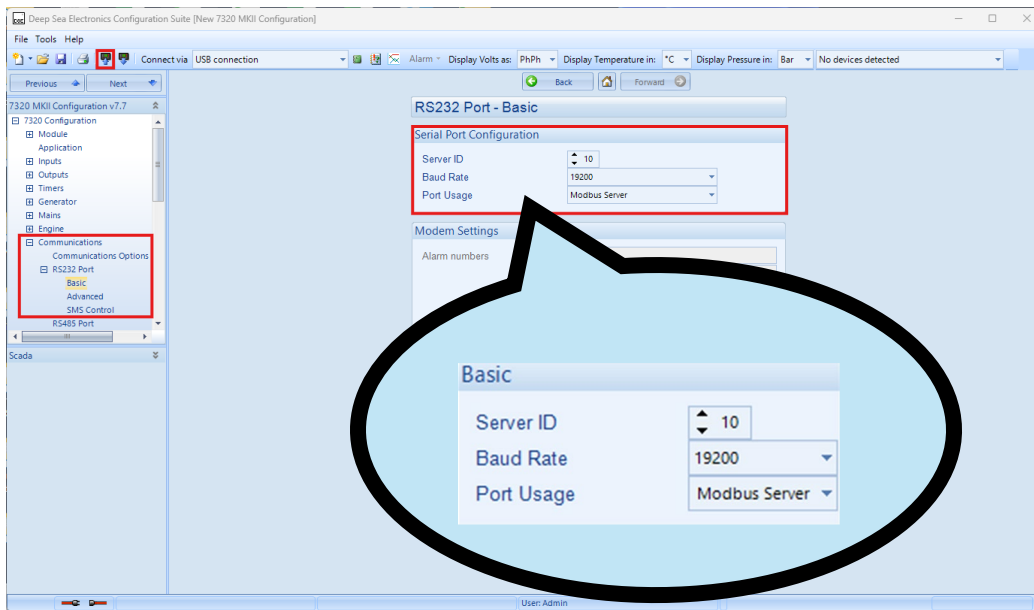 DSE Deep Sea Electronics Configuration Suite [New 7320 MKII Configuration]
File Tools Help
Connect via USB connection Alarm Display Volts as: PhPh Display Temperature in: °C Display Pressure in: Bar No devices detected
Previous Next
Back Forward
7320 MKII Configuration v7.7
7320 Configuration
Module
Application
Inputs
Outputs
Timers
Generator
Mains
Engine
Communications
Communications Options
RS232 Port
Basic
Advanced
SMS Control
RS485 Port
Scada
RS232 Port - Basic
Serial Port Configuration
Server ID 10
Baud Rate 19200
Port Usage Modbus Server
Modem Settings
Alarm numbers
Basic
Server ID 10
Baud Rate 19200
Port Usage Modbus Server
User: Admin